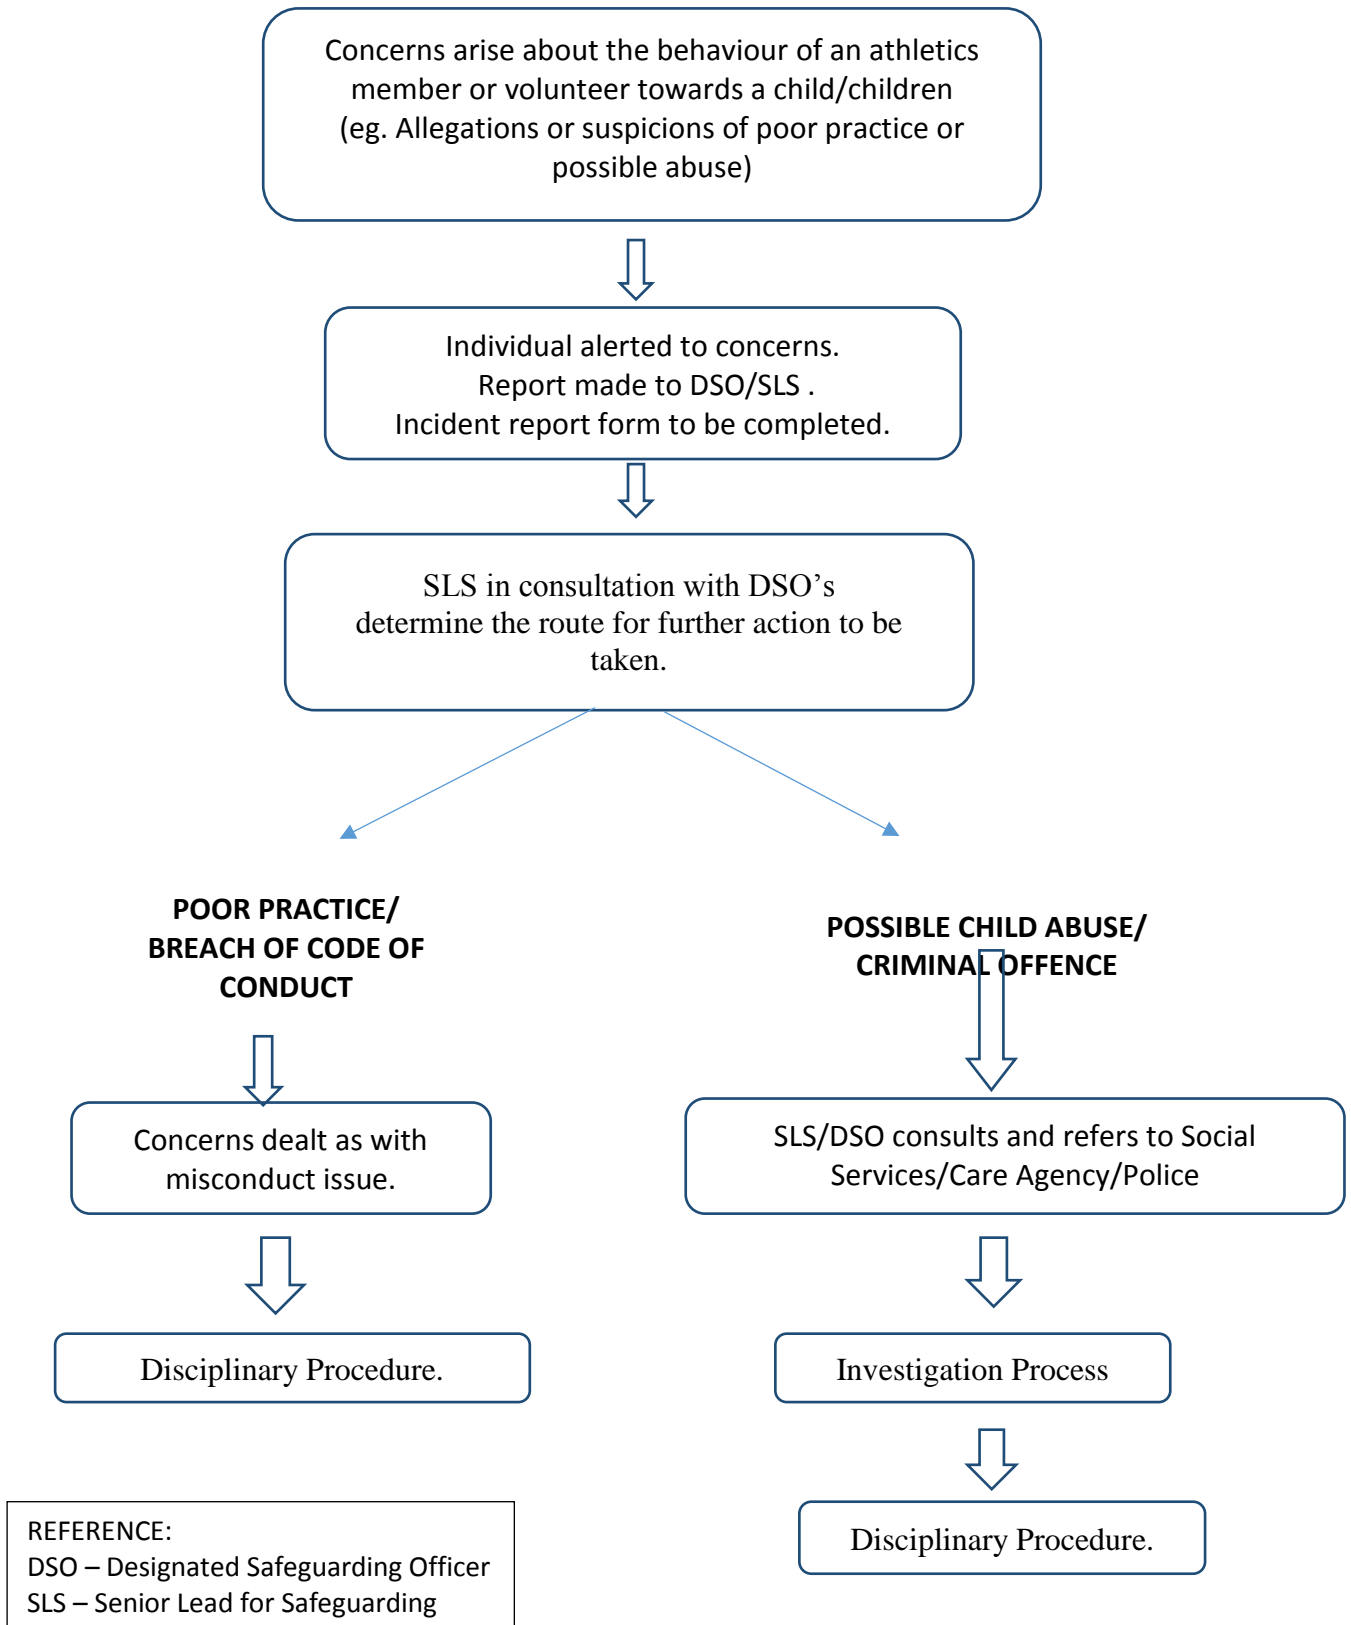 Concerns arise about the behaviour of an athletics
member or volunteer towards a child/children
(eg. Allegations or suspicions of poor practice or
possible abuse)
Individual alerted to concerns.
Report made to DSO/SLS .
Incident report form to be completed.
SLS in consultation with DSO’s
determine the route for further action to be
taken.
POOR PRACTICE/
BREACH OF CODE OF
CONDUCT
POSSIBLE CHILD ABUSE/
CRIMINAL OFFENCE
Concerns dealt as with
misconduct issue.
SLS/DSO consults and refers to Social
Services/Care Agency/Police
Disciplinary Procedure.
Investigation Process
Disciplinary Procedure.
REFERENCE:
DSO – Designated Safeguarding Officer
SLS – Senior Lead for Safeguarding